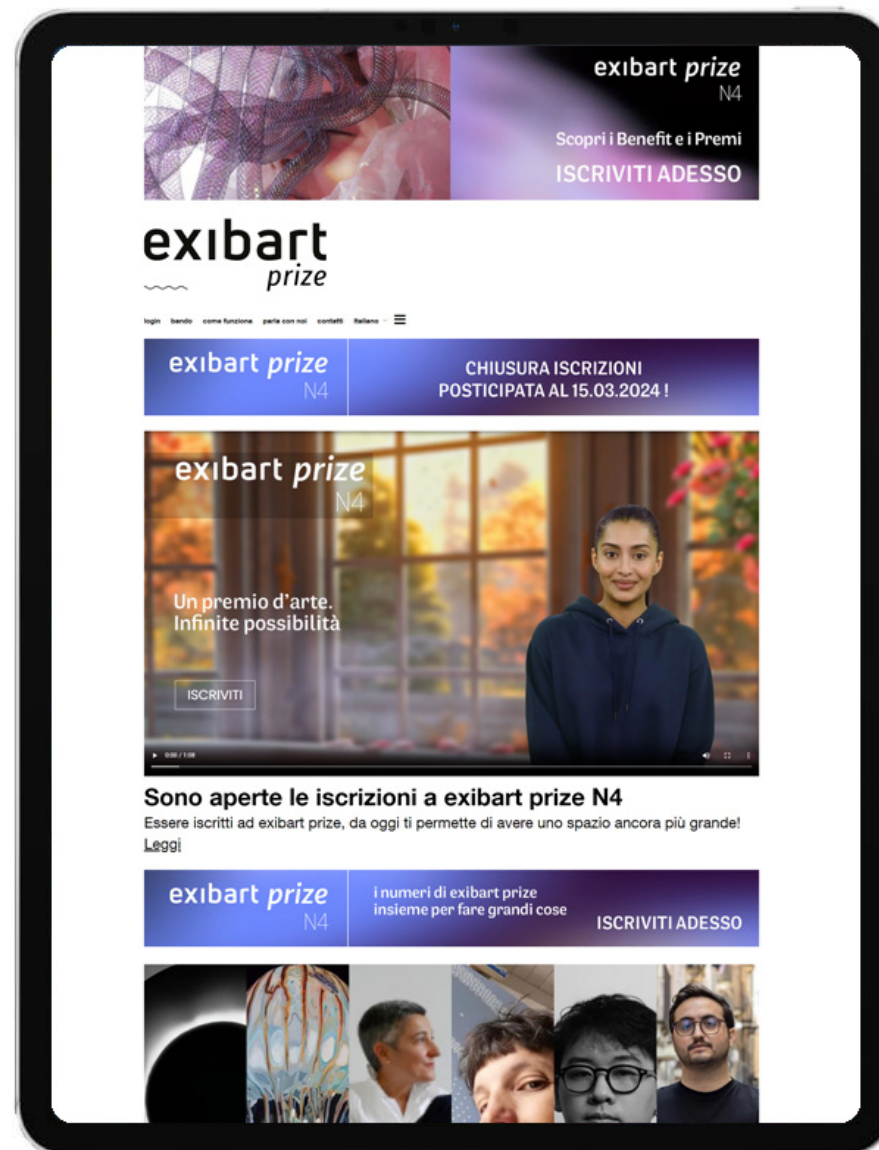 exibart prize
N4
Scopri i Benefit e i Premi
ISCRIVITI ADESSO
exibart
prize
login bando come funziona parla con noi contatti Italiano
exibart prize
N4
CHIUSURA ISCRIZIONI
POSTICIPATA AL 15.03.2024 !
exibart prize
N4
Un premio d'arte.
Infinite possibilità
ISCRIVITI
0:00 / 1:08
Sono aperte le iscrizioni a exibart prize N4
Essere iscritti ad exibart prize, da oggi ti permette di avere uno spazio ancora più grande!
Leggi
exibart prize
N4
i numeri di exibart prize
insieme per fare grandi cose
ISCRIVITI ADESSO